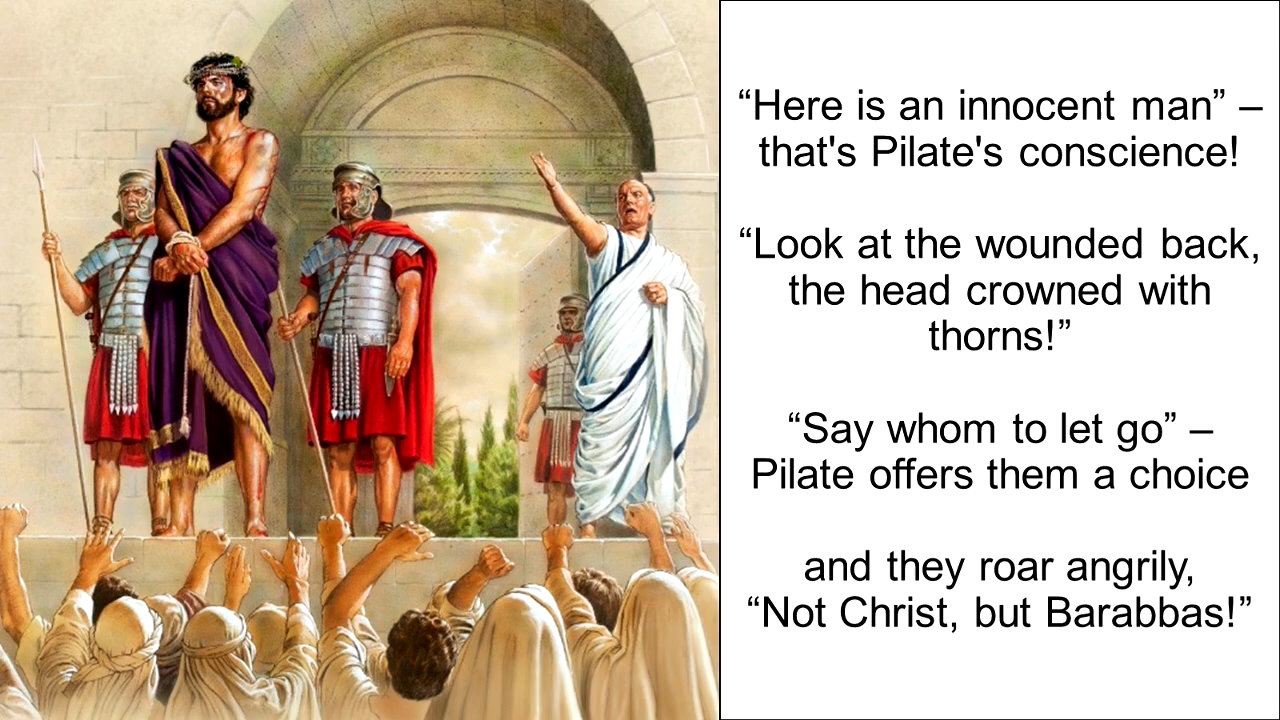 “Here is an innocent man” –
that's Pilate's conscience!
“Look at the wounded back,
the head crowned with
thorns!”
“Say whom to let go” –
Pilate offers them a choice
and they roar angrily,
“Not Christ, but Barabbas!”